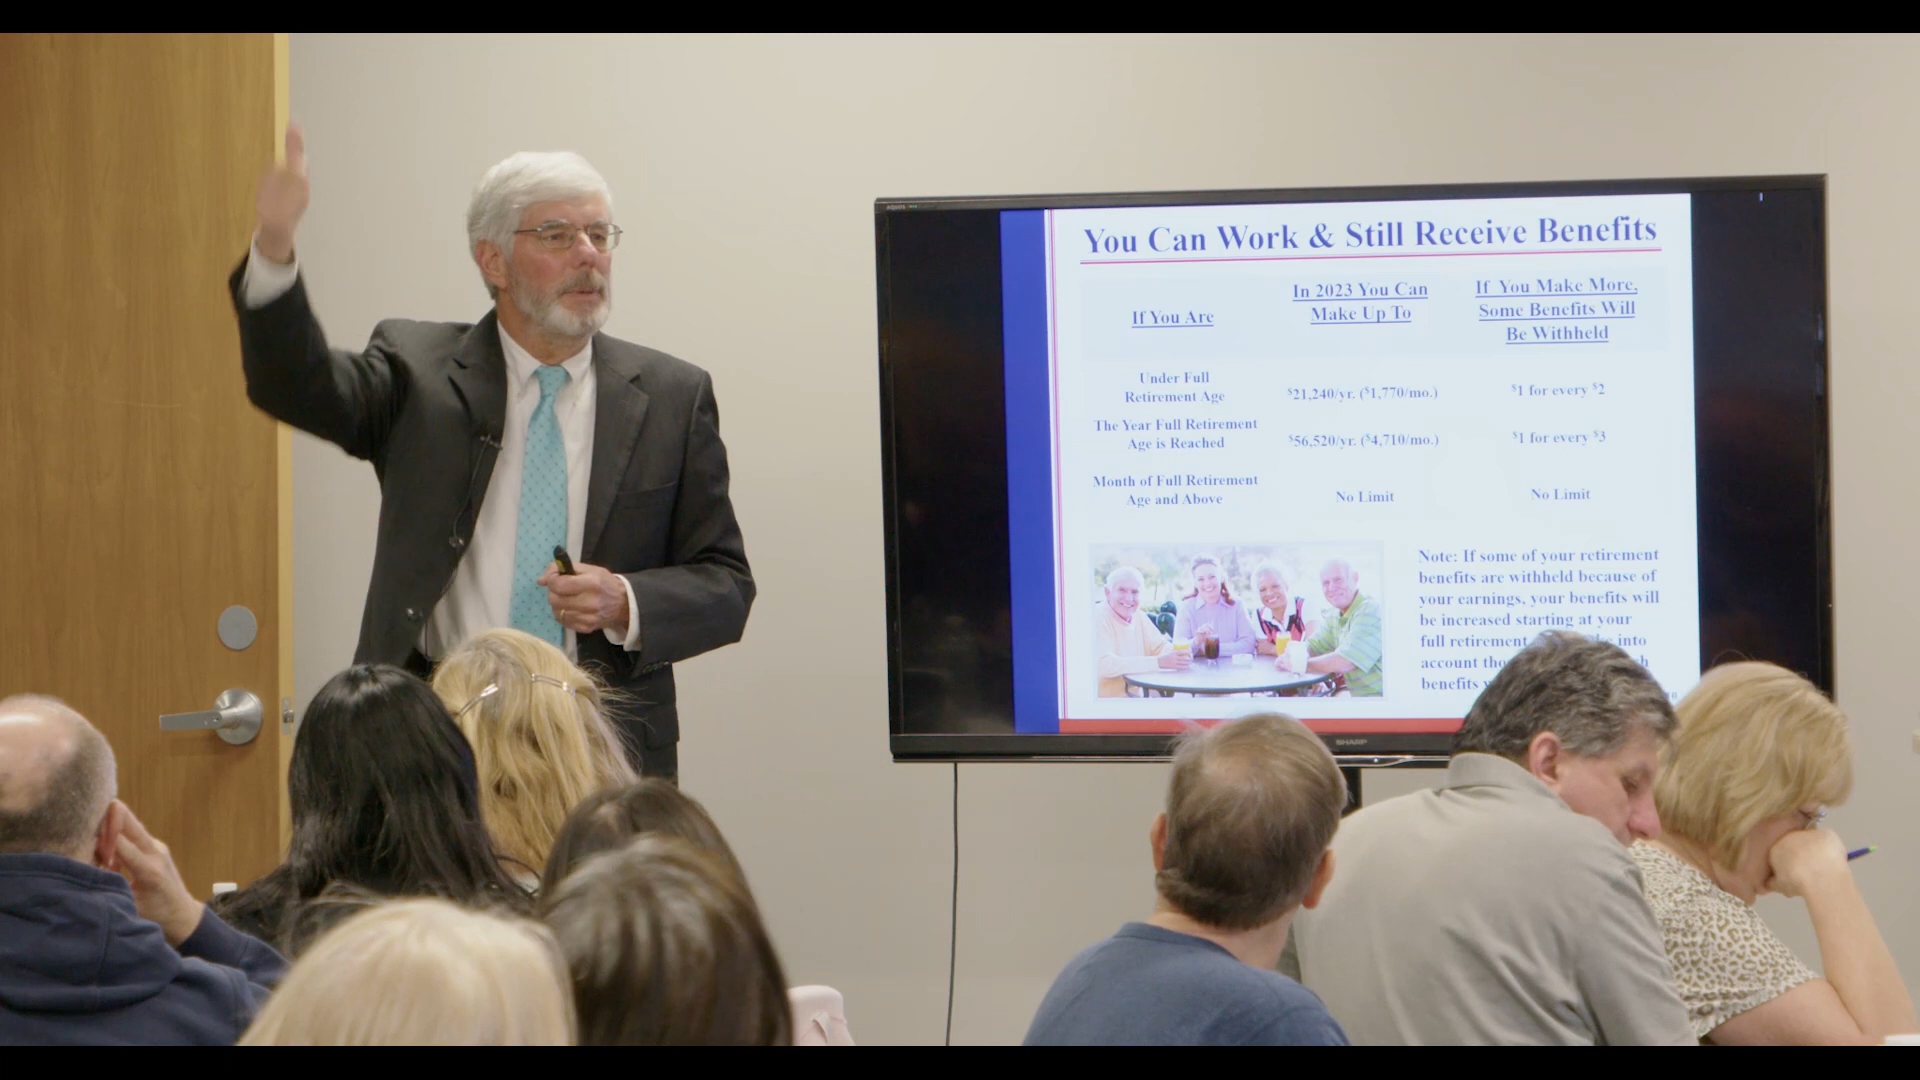 AQUOS
You Can Work & Still Receive Benefits
If You Are
In 2023 You Can
Make Up To
If You Make More,
Some Benefits Will
Be Withheld
Under Full
Retirement Age
$21,240/yr. ($1,770/mo.)
$1 for every $2
The Year Full Retirement
Age is Reached
$56,520/yr. ($4,710/mo.)
$1 for every $3
Month of Full Retirement
Age and Above
No Limit
No Limit
Note: If some of your retirement
benefits are withheld because of
your earnings, your benefits will
be increased starting at your
full retirement
into
account
benefits
SHARP